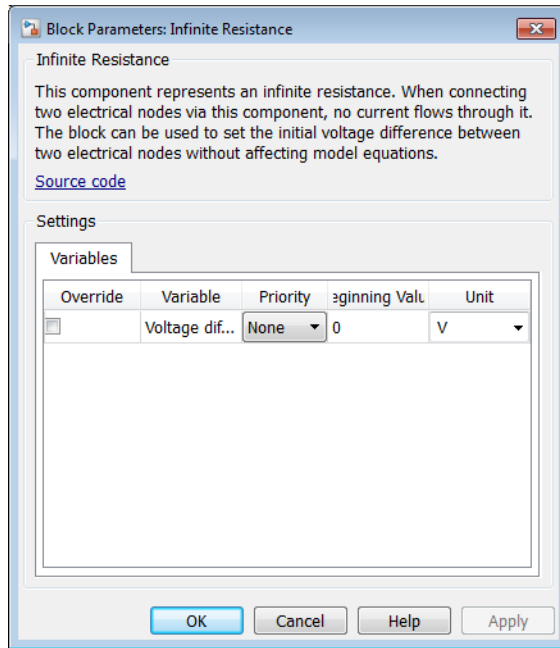 Block Parameters: Infinite Resistance
Infinite Resistance
This component represents an infinite resistance. When connecting
two electrical nodes via this component, no current flows through it.
The block can be used to set the initial voltage difference between
two electrical nodes without affecting model equations.
Source code
Settings
Variables
Override Variable Priority eginning Valu Unit
Voltage dif... None 0 V
OK Cancel Help Apply